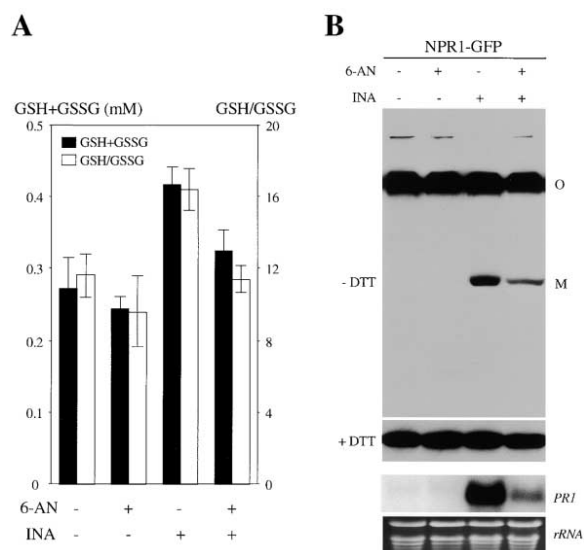 A
GSH+GSSG (mM) GSH/GSSG
0.5 20
GSH+GSSG
GSH/GSSG
0.4 16
0.3 12
0.2 8
0.1 4
0 0
6-AN - + - +
INA - - + +
B
NPR1-GFP
6-AN - + - +
INA - - + +
O
- DTT M
+ DTT
PR1
rRNA